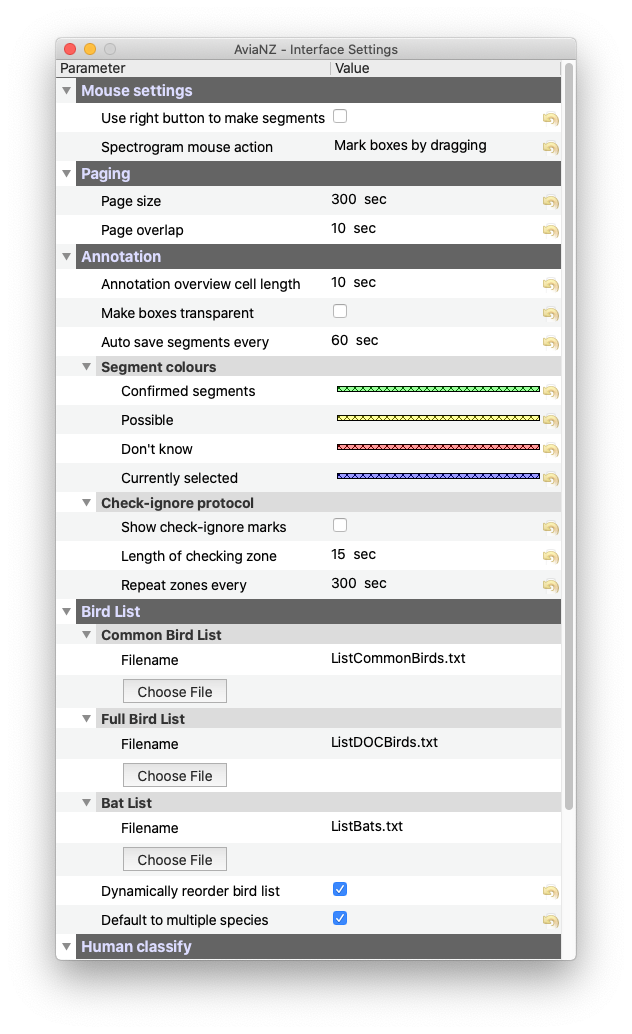 AviaNZ - Interface Settings
Parameter Value
Mouse settings
Use right button to make segments
Spectrogram mouse action Mark boxes by dragging
Paging
Page size 300 sec
Page overlap 10 sec
Annotation
Annotation overview cell length 10 sec
Make boxes transparent
Auto save segments every 60 sec
Segment colours
Confirmed segments
Possible
Don't know
Currently selected
Check-ignore protocol
Show check-ignore marks
Length of checking zone 15 sec
Repeat zones every 300 sec
Bird List
Common Bird List
Filename ListCommonBirds.txt
Choose File
Full Bird List
Filename ListDOCBirds.txt
Choose File
Bat List
Filename ListBats.txt
Choose File
Dynamically reorder bird list
Default to multiple species
Human classify